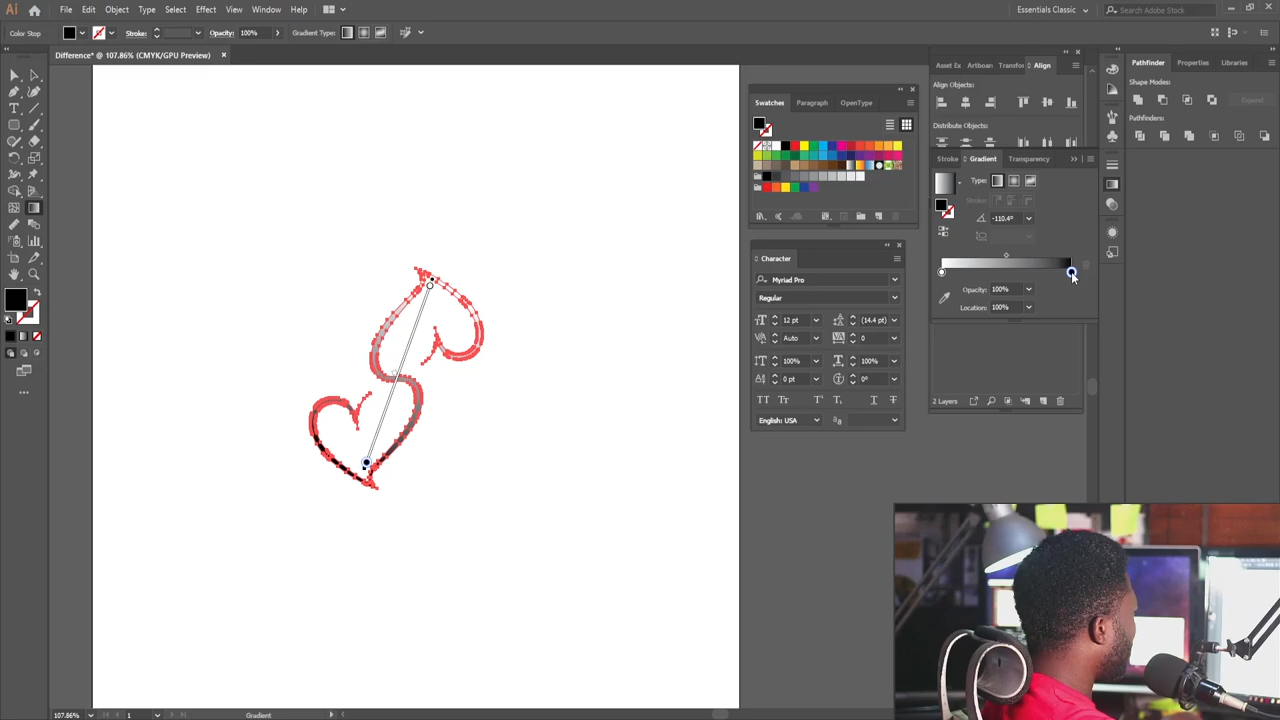 Ai File Edit Object Type Select Effect View Window Help Essentials Classic Search Adobe Stock
Color Stop Stroke: Opacity: 100% Gradient Type:
Difference* @ 107.86% (CMYK/GPU Preview)
Asset Ex Artboar Transfo Align
Align Objects:
Distribute Objects:
Pathfinder Properties Libraries
Shape Modes:
Expand
Pathfinders:
Swatches Paragraph OpenType
Stroke Gradient Transparency
Type:
Stroke:
-110.4°
Opacity: 100%
Location: 100%
Character
Myriad Pro
Regular
12 pt (14.4 pt)
Auto 0
100% 100%
0 pt 0°
English: USA
2 Layers
107.86% 1 Gradient